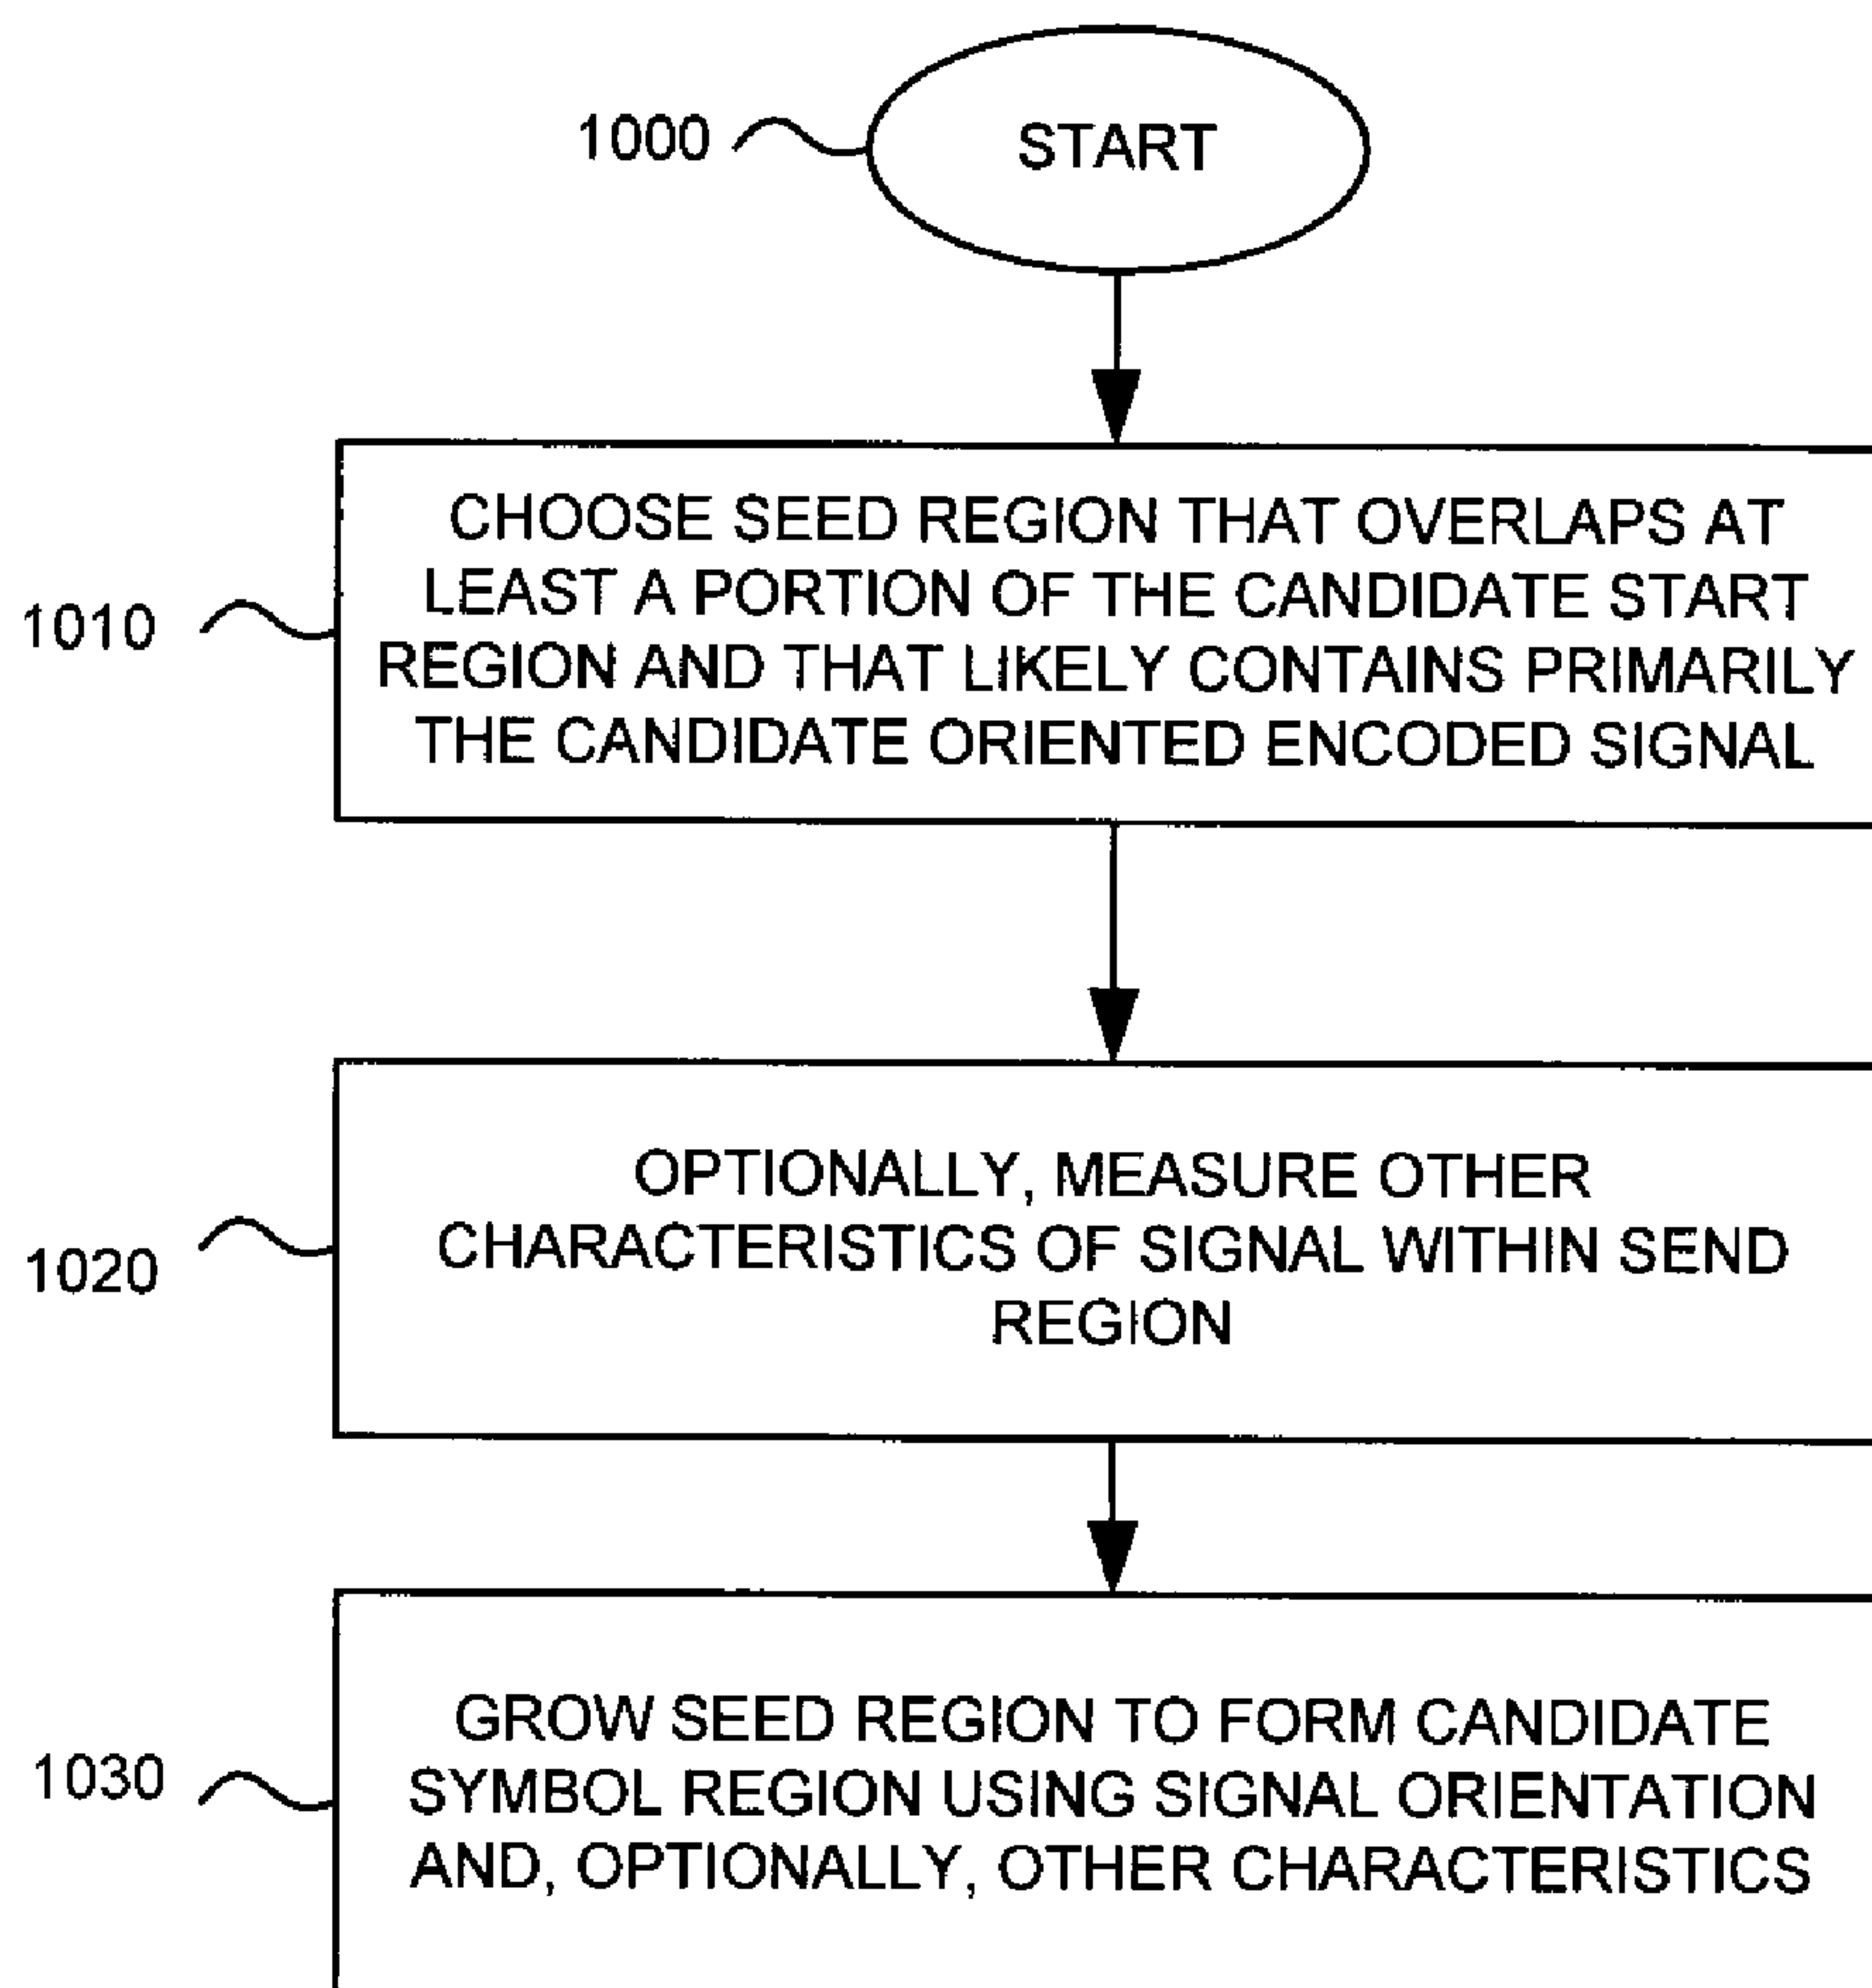 1000 START
1010
CHOOSE SEED REGION THAT OVERLAPS AT
LEAST A PORTION OF THE CANDIDATE START
REGION AND THAT LIKELY CONTAINS PRIMARILY
THE CANDIDATE ORIENTED ENCODED SIGNAL
1020
OPTIONALLY, MEASURE OTHER
CHARACTERISTICS OF SIGNAL WITHIN SEND
REGION
1030
GROW SEED REGION TO FORM CANDIDATE
SYMBOL REGION USING SIGNAL ORIENTATION
AND, OPTIONALLY, OTHER CHARACTERISTICS